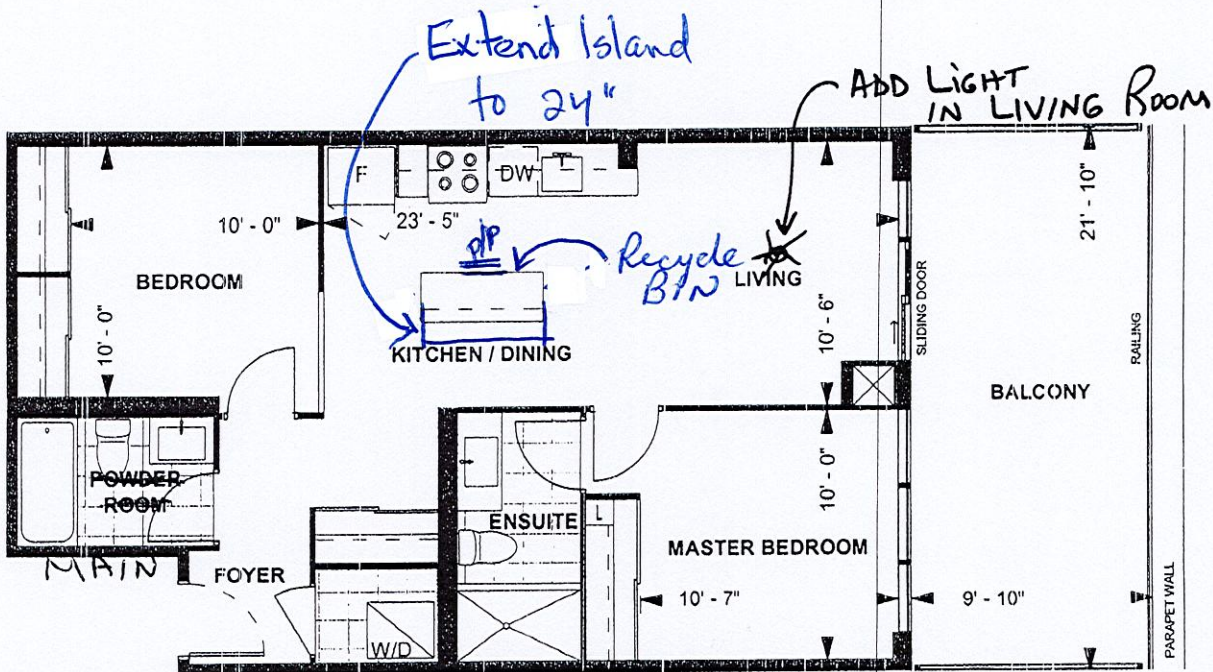 Extend Island
to 24"
ADD LIGHT
IN LIVING ROOM
F
DW
21' - 10"
10' - 0"
23' - 5"
P/P
Recycle
BIN
BEDROOM
LIVING
10' - 0"
10' - 6"
SLIDING DOOR
RAILING
KITCHEN / DINING
BALCONY
POWDER
ROOM
10' - 0"
ENSUITE
L
MASTER BEDROOM
MAIN
FOYER
10' - 7"
9' - 10"
W/D
PARAPET WALL